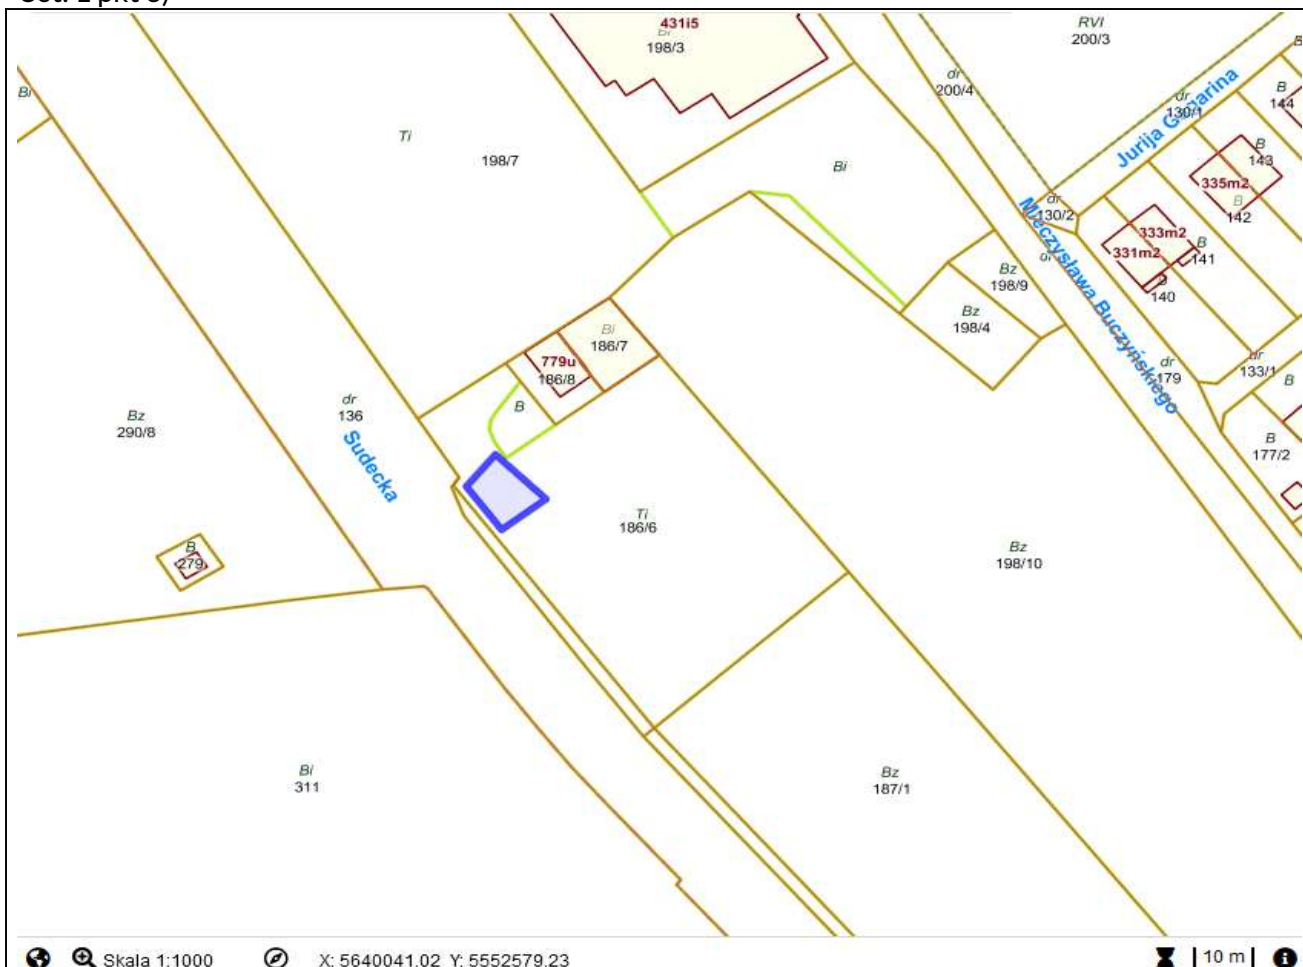 431i5
Bi
198/3
RVI
200/3
dr
200/4
Bi
dr
130/1
Jurija Gagarina
B
144
B
143
335m2
B
142
Ti
198/7
Bi
dr
130/2
333m2
331m2
B
141
140
Mieczysława Buczyńskiego
Bz
198/9
Bz
198/4
Bi
186/7
779u
186/8
B
dr
179
dr
133/1
B
Bz
290/8
dr
136
Sudecka
B
177/2
Ti
186/6
Bz
198/10
B
279
Bi
311
Bz
187/1
Skala 1:1000 X: 5640041.02 Y: 5552579.23 10 m